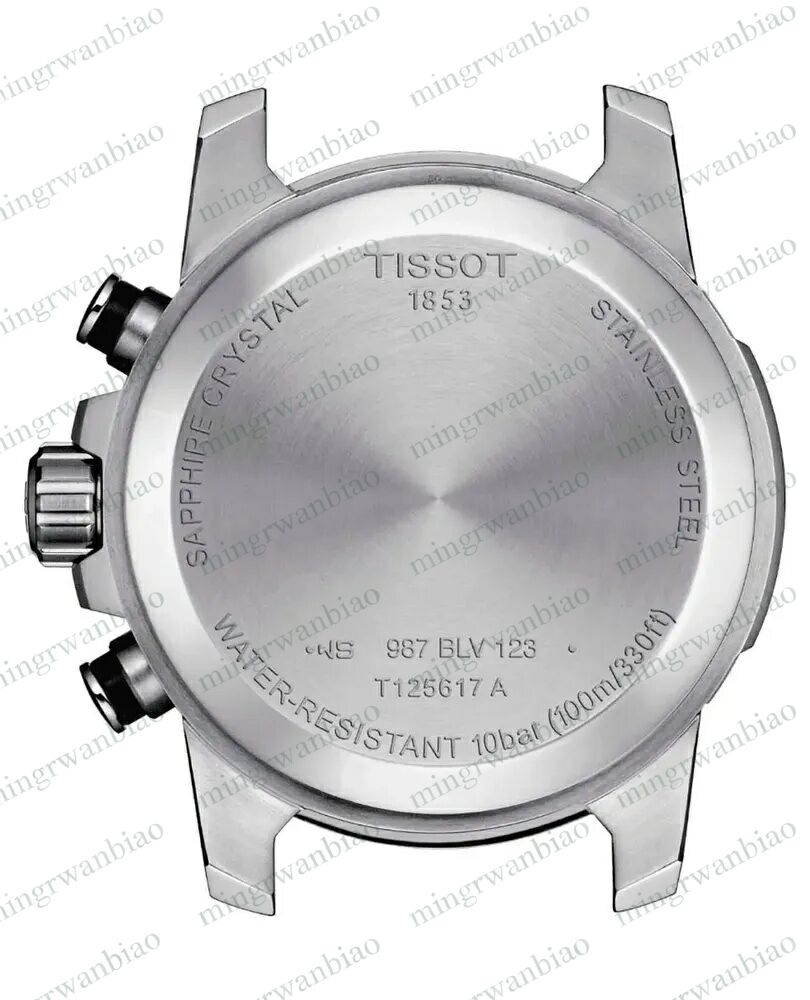 TISSOT
1853
SAPPHIRE CRYSTAL
STAINLESS STEEL
987 BLV 123
T125617 A
WATER-RESISTANT 10bar (100m/330ft)
mingrwanbiao